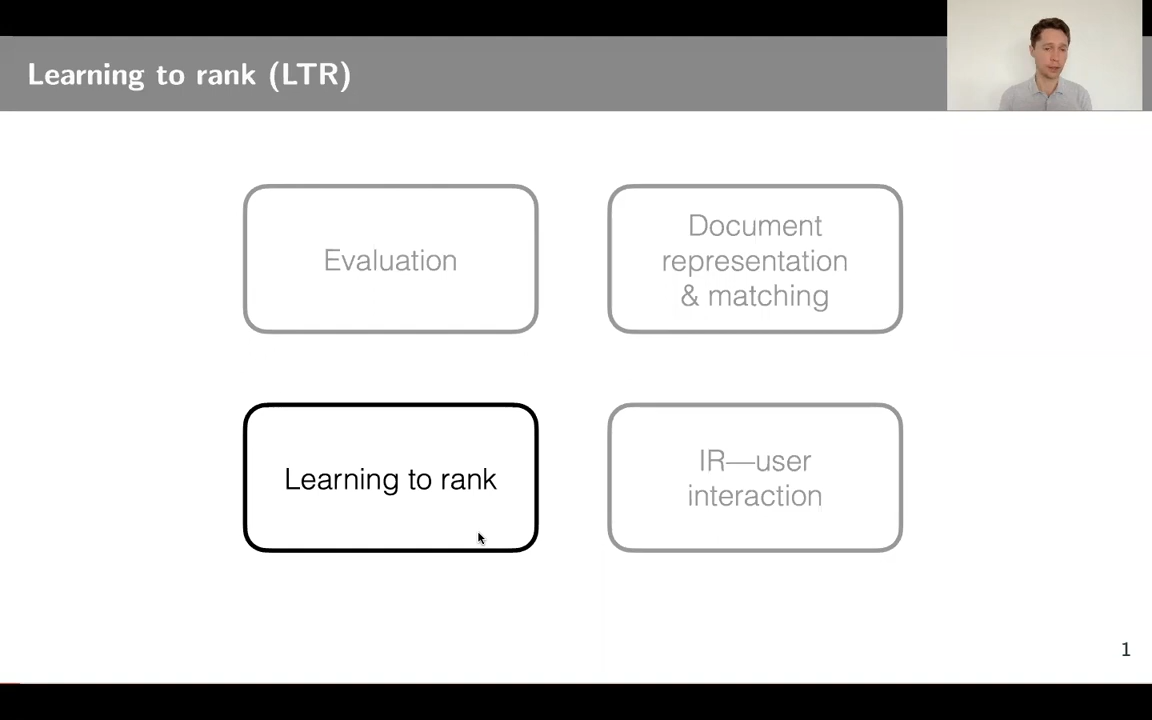 Learning to rank (LTR)
Evaluation
Document
representation
& matching
Learning to rank
IR—user
interaction
1